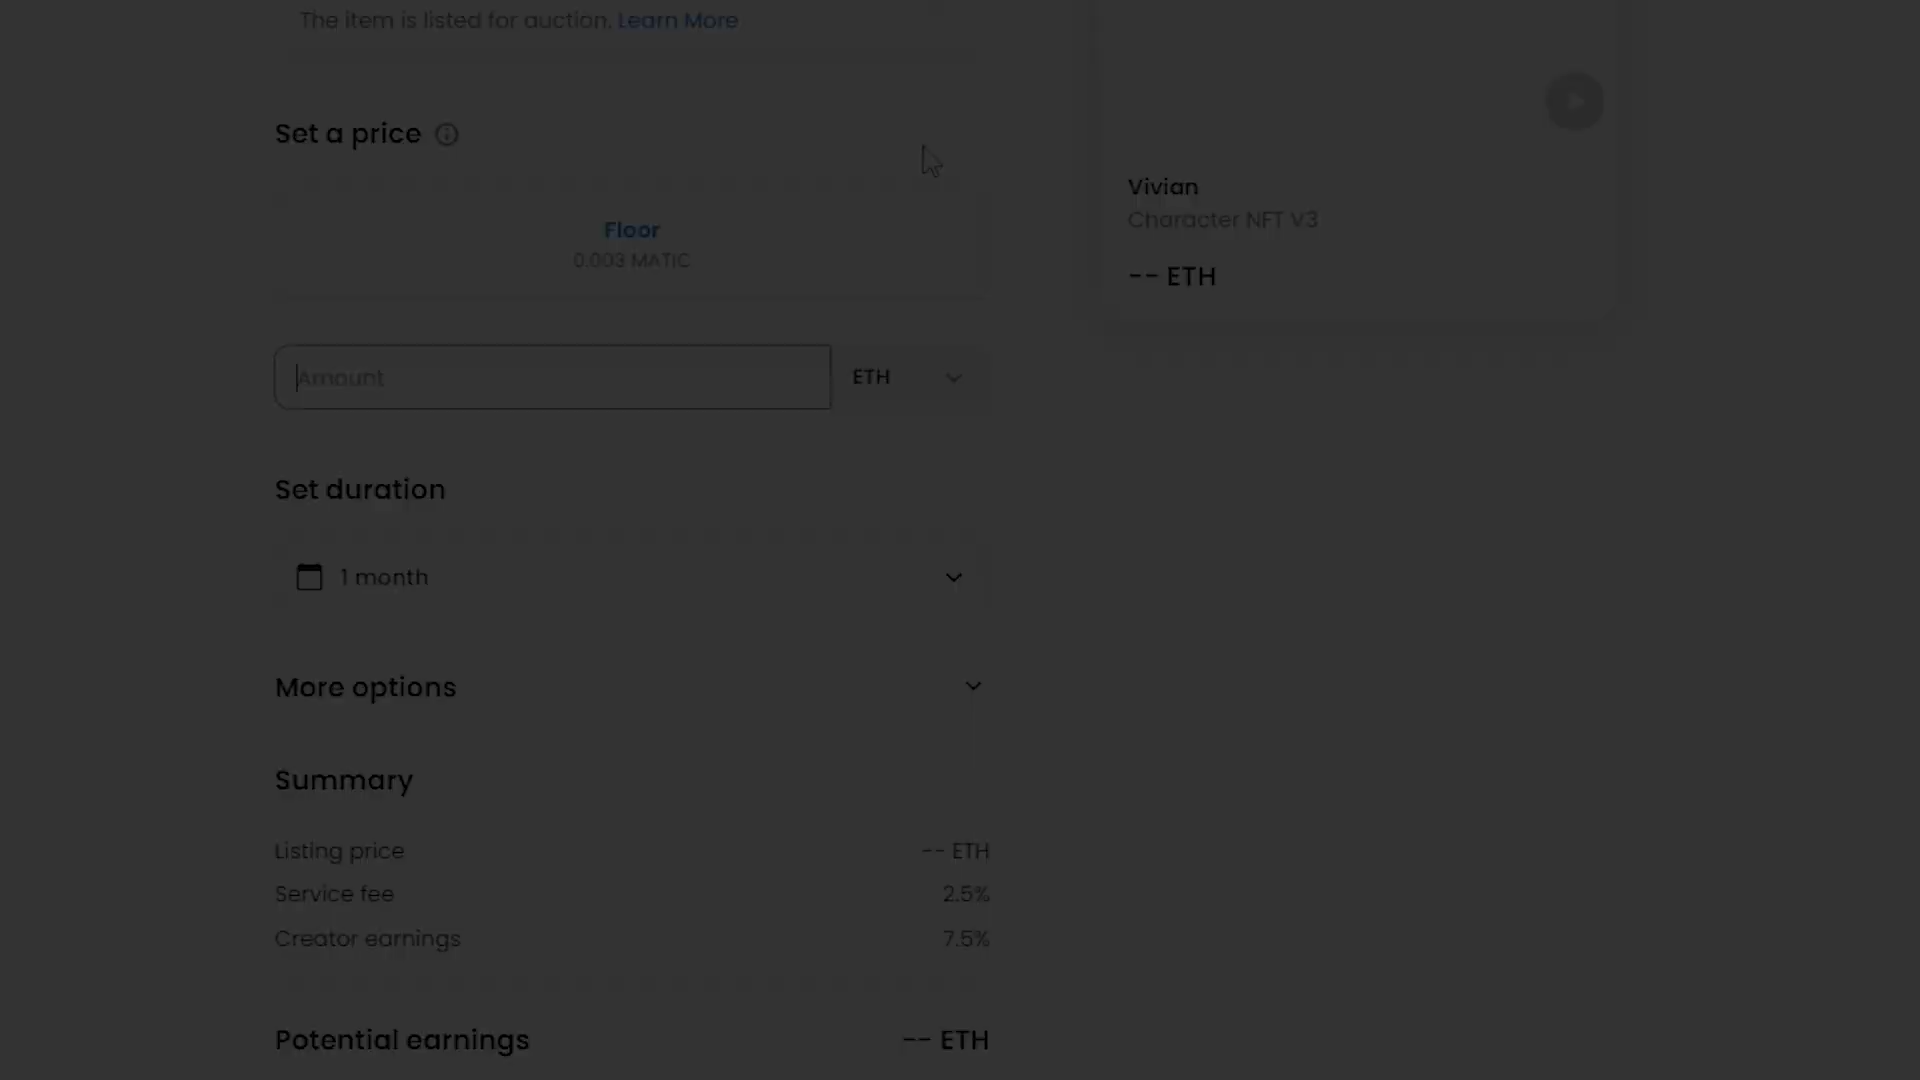 The item is listed for auction. Learn More
Set a price
Floor
0.003 MATIC
Amount
ETH
Set duration
1 month
More options
Summary
Listing price -- ETH
Service fee 2.5%
Creator earnings 7.5%
Potential earnings -- ETH
Vivian
Character NFT V3
-- ETH